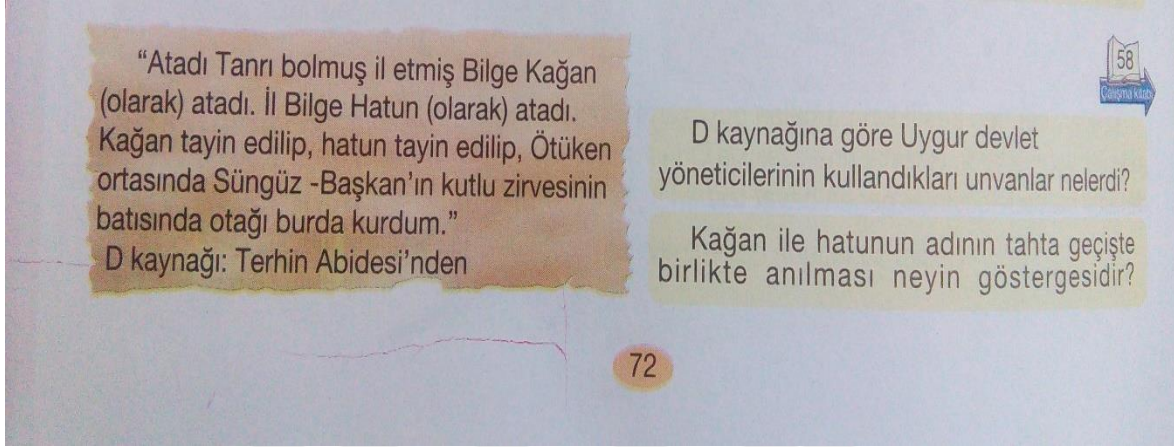 “Atadı Tanrı bolmuş il etmiş Bilge Kağan
(olarak) atadı. İl Bilge Hatun (olarak) atadı.
Kağan tayin edilip, hatun tayin edilip, Ötüken
ortasında Süngüz -Başkan’ın kutlu zirvesinin
batısında otağı burda kurdum.”
D kaynağı: Terhin Abidesi’nden
58
Çalışma kitabı
D kaynağına göre Uygur devlet
yöneticilerinin kullandıkları unvanlar nelerdi?
Kağan ile hatunun adının tahta geçişte
birlikte anılması neyin göstergesidir?
72